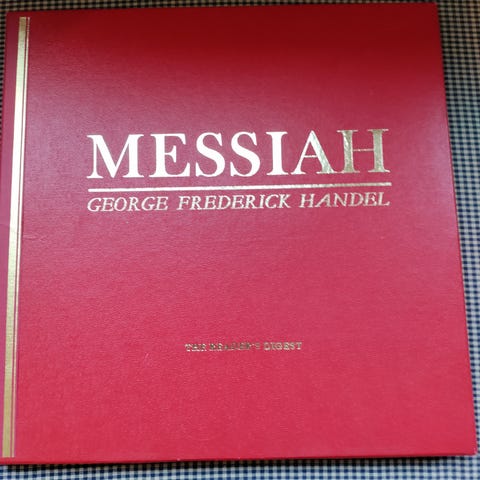 MESSIAH
GEORGE FREDERICK HANDEL
THE READER'S DIGEST